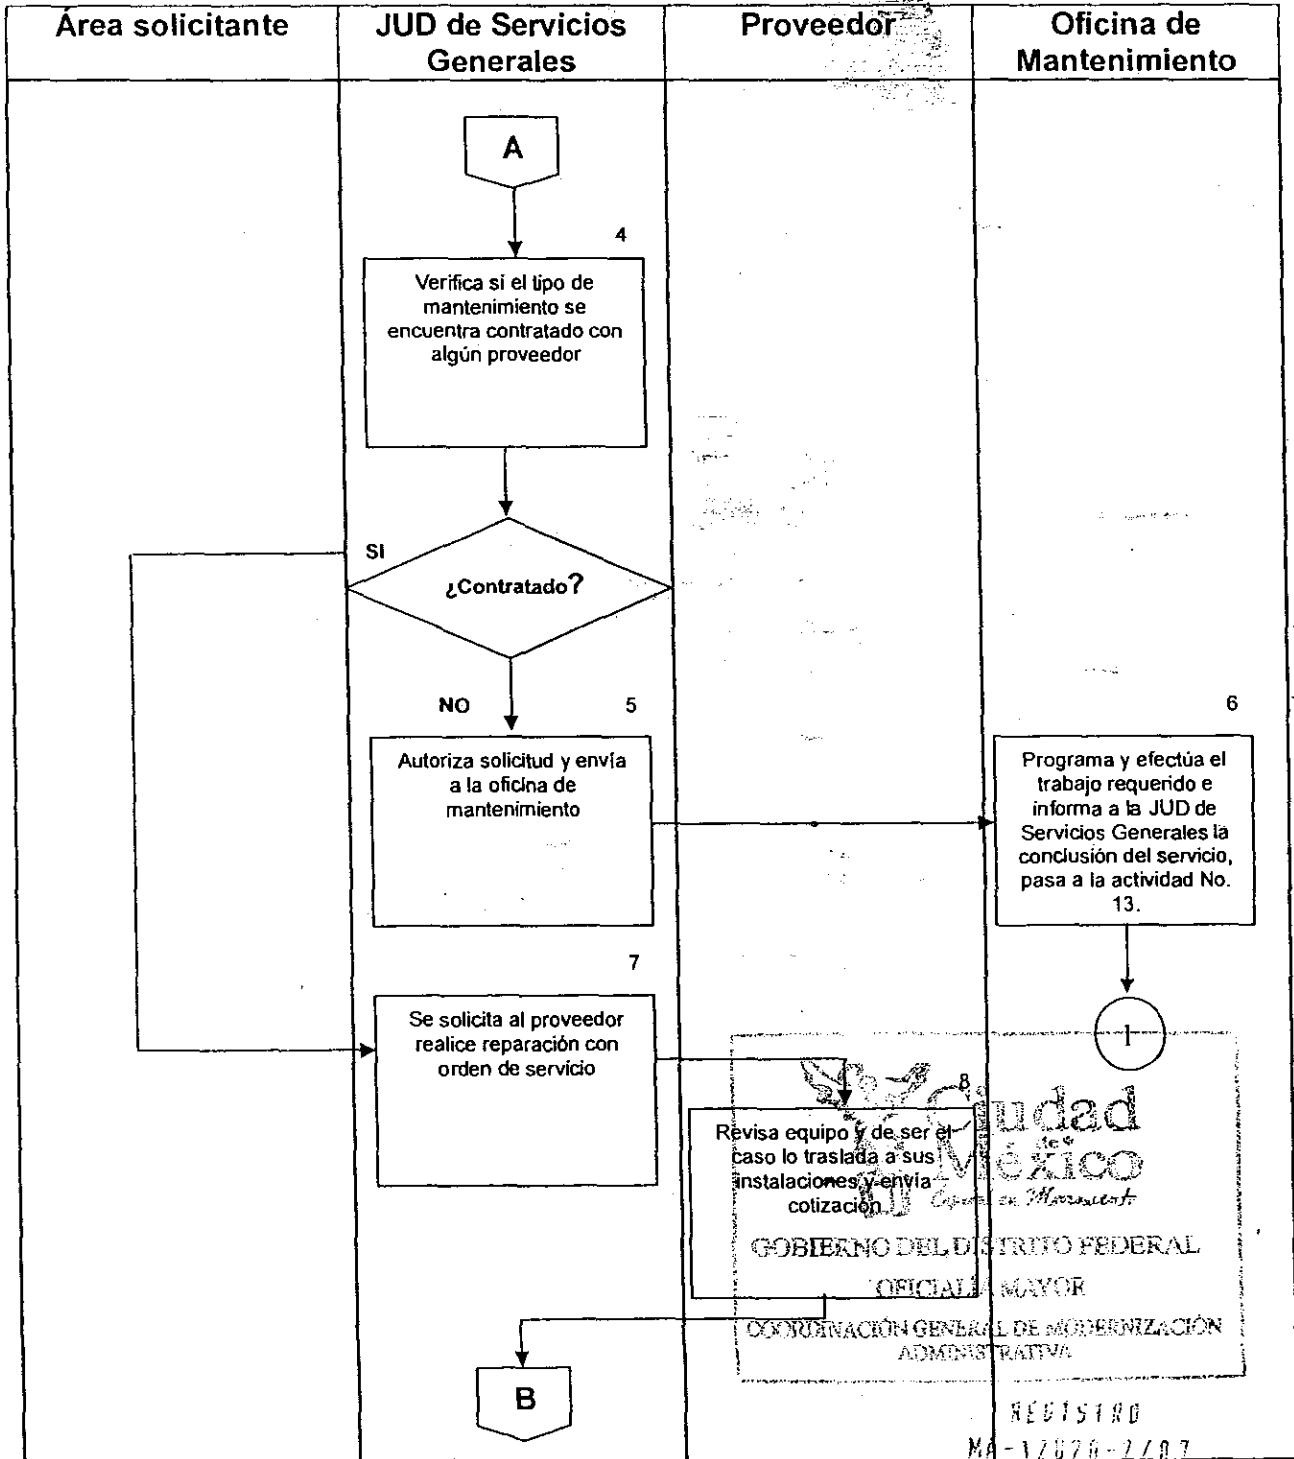 Área solicitante
JUD de Servicios
Generales
Proveedor
Oficina de
Mantenimiento
A
4
Verifica si el tipo de
mantenimiento se
encuentra contratado con
algún proveedor
SI
¿Contratado?
NO
5
6
Autoriza solicitud y envía
a la oficina de
mantenimiento
Programa y efectúa el
trabajo requerido e
informa a la JUD de
Servicios Generales la
conclusión del servicio,
pasa a la actividad No.
13.
7
Se solicita al proveedor
realice reparación con
orden de servicio
1
8
Revisa equipo y de ser el
caso lo traslada a sus
instalaciones y envía
cotización
Ciudad
de
México
Capital en Movimiento
GOBIERNO DEL DISTRITO FEDERAL
OFICIALÍA MAYOR
COORDINACIÓN GENERAL DE MODERNIZACIÓN
ADMINISTRATIVA
B
REGISTRO